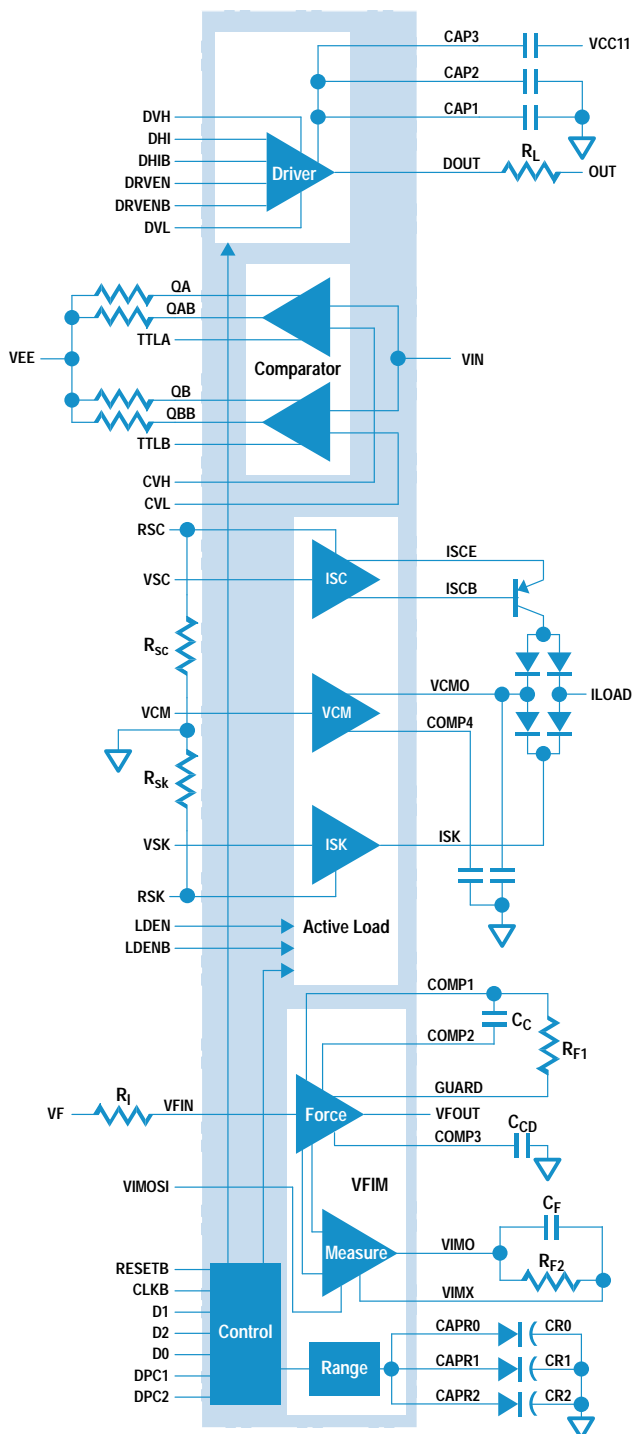 CAP3
VCC11
CAP2
DVH
CAP1
DHI
DHIB
Driver
DOUT
RL
OUT
DRVEN
DRVENB
DVL
QA
QAB
TTLA
VEE
Comparator
VIN
QB
QBB
TTLB
CVH
CVL
RSC
ISCE
VSC
ISC
ISCB
Rsc
VCMO
ILOAD
VCM
VCM
COMP4
Rsk
VSK
ISK
ISK
RSK
LDEN
Active Load
LDENB
COMP1
CC
COMP2
RF1
GUARD
VF
RI
VFIN
Force
VFOUT
COMP3
CCD
VIMOSI
VFIM
CF
Measure
VIMO
RF2
RESETB
VIMX
CLKB
D1
CAPR0
CR0
D2
Control
D0
Range
CAPR1
CR1
DPC1
CAPR2
CR2
DPC2